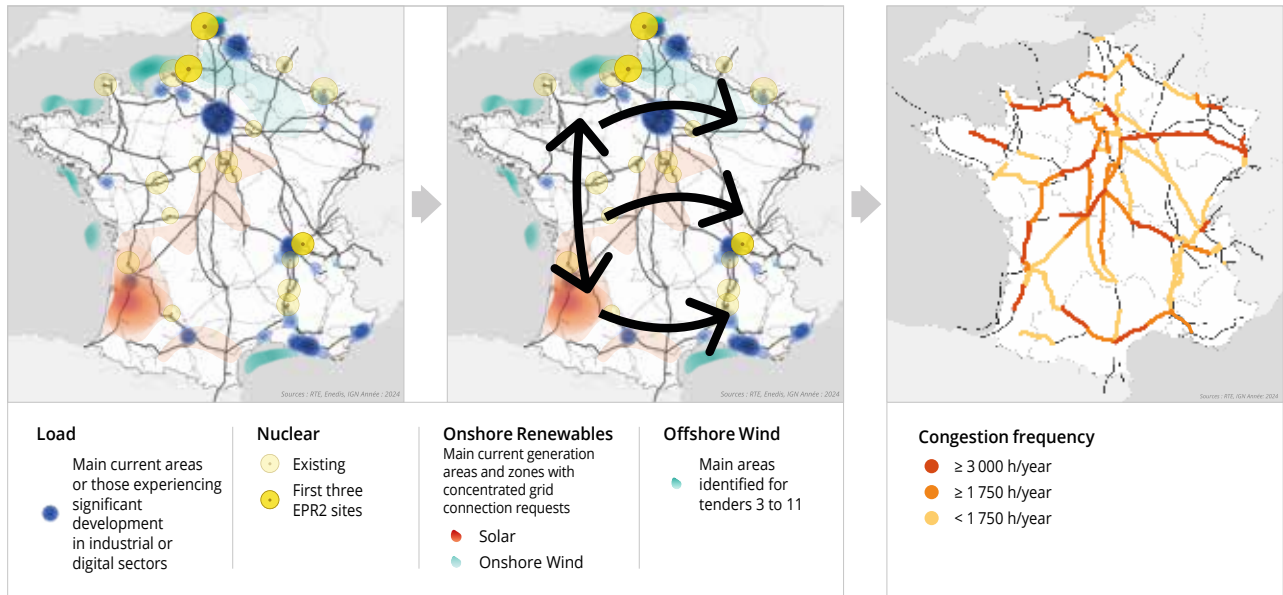 Sources : RTE, Enedis, IGN Année : 2024
Sources : RTE, Enedis, IGN Année : 2024
Sources : RTE, Enedis, IGN Année: 2024
Load
Main current areas
or those experiencing
significant
development
in industrial or
digital sectors
Nuclear
Existing
First three
EPR2 sites
Onshore Renewables
Main current generation
areas and zones with
concentrated grid
connection requests
Solar
Onshore Wind
Offshore Wind
Main areas
identified for
tenders 3 to 11
Congestion frequency
≥ 3 000 h/year
≥ 1 750 h/year
< 1 750 h/year